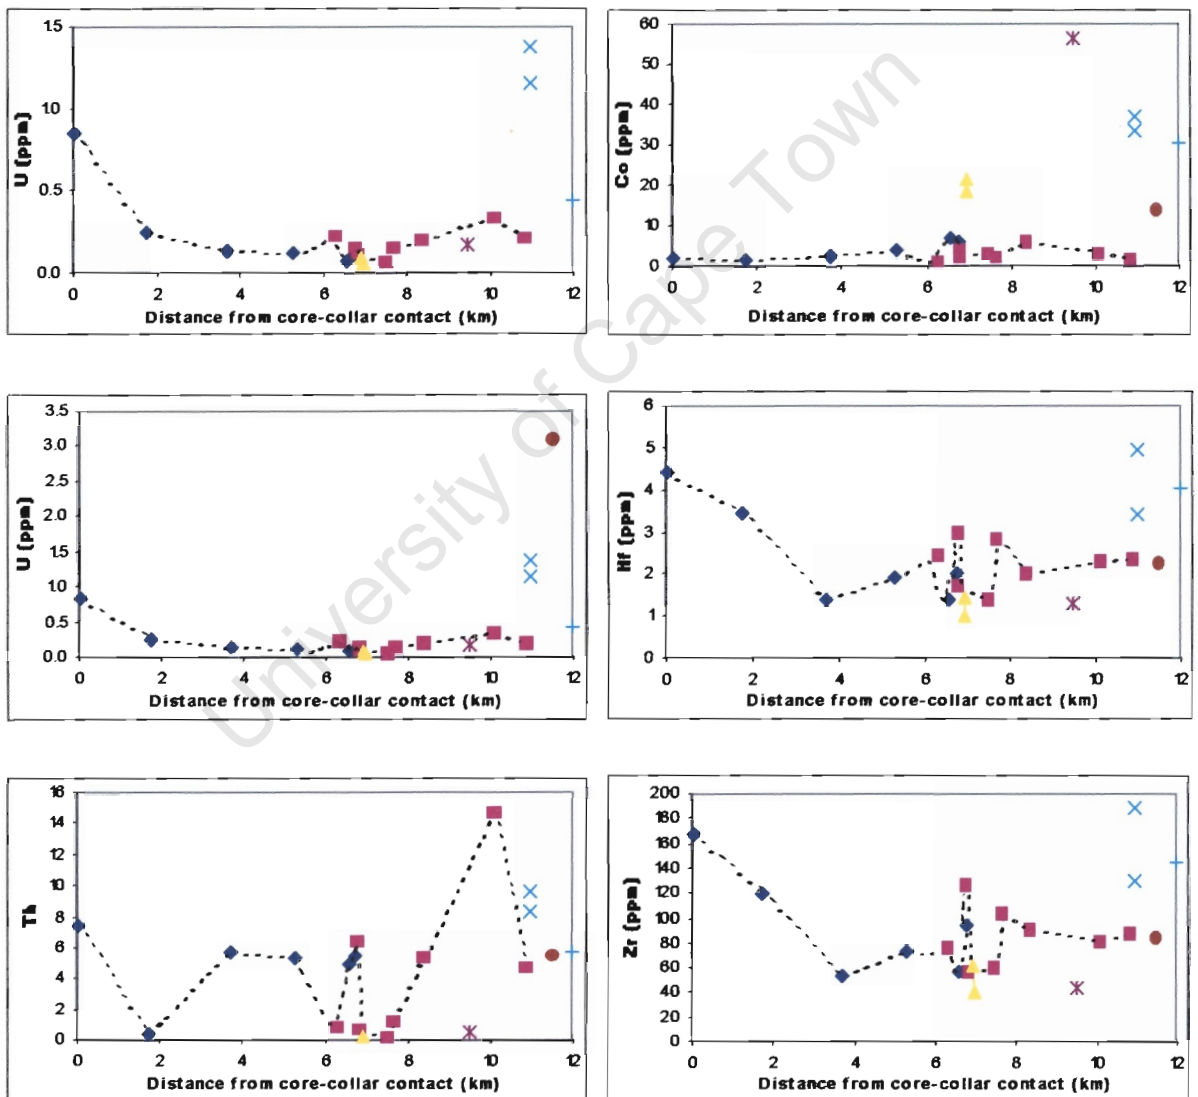 1.5
1.0
0.5
0.0
U (ppm)
0 2 4 6 8 10 12
Distance from core-collar contact (km)
60
50
40
30
20
10
0
Co (ppm)
0 2 4 6 8 10 12
Distance from core-collar contact (km)
3.5
3.0
2.5
2.0
1.5
1.0
0.5
0.0
U (ppm)
0 2 4 6 8 10 12
Distance from core-collar contact (km)
6
5
4
3
2
1
0
Hf (ppm)
0 2 4 6 8 10 12
Distance from core-collar contact (km)
16
14
12
10
8
6
4
2
0
Th
0 2 4 6 8 10 12
Distance from core-collar contact (km)
200
180
160
140
120
100
80
60
40
20
0
Zr (ppm)
0 2 4 6 8 10 12
Distance from core-collar contact (km)
University of Cape Town